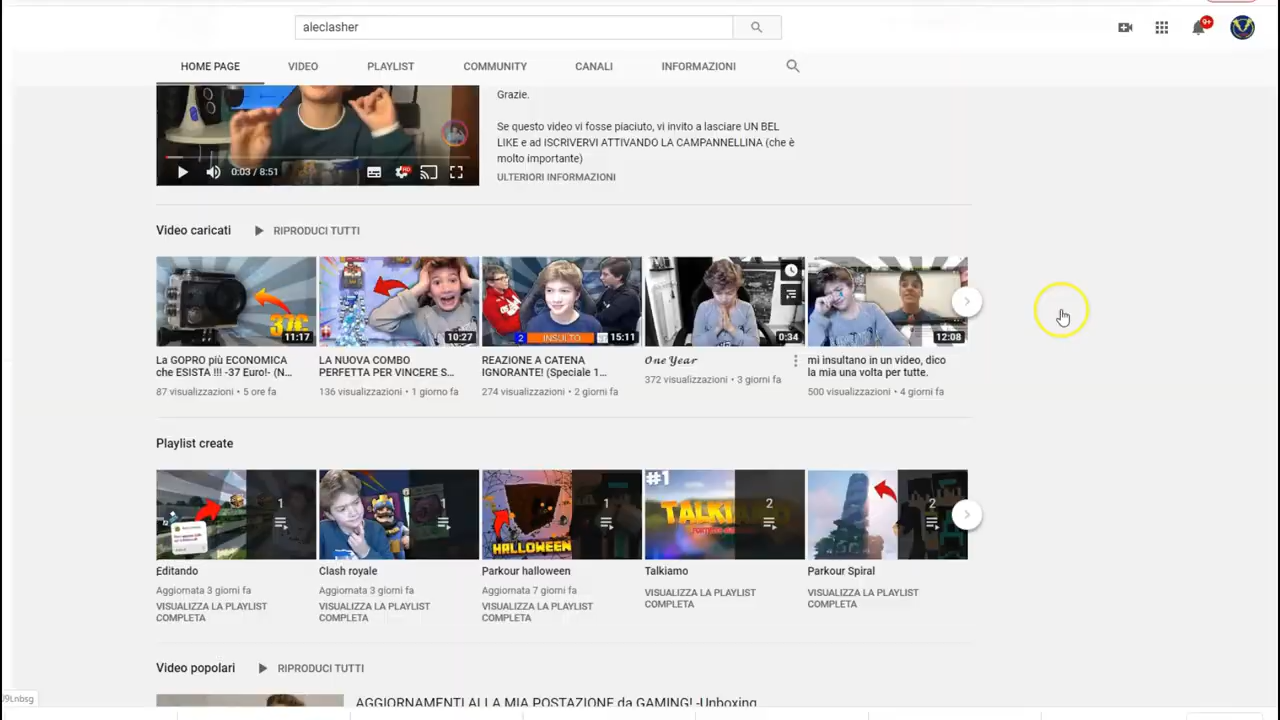 aleclasher
9+
HOME PAGE VIDEO PLAYLIST COMMUNITY CANALI INFORMAZIONI
Grazie.
Se questo video vi fosse piaciuto, vi invito a lasciare UN BEL
LIKE e ad ISCRIVERVI ATTIVANDO LA CAMPANNELLINA (che è
molto importante)
0:03 / 8:51
ULTERIORI INFORMAZIONI
Video caricati RIPRODUCI TUTTI
37€
11:17
10:27
2 INSULTO 15:11
0:34
12:08
La GOPRO più ECONOMICA
che ESISTA !!! -37 Euro!- (N...
87 visualizzazioni • 5 ore fa
LA NUOVA COMBO
PERFETTA PER VINCERE S...
136 visualizzazioni • 1 giorno fa
REAZIONE A CATENA
IGNORANTE! (Speciale 1...
274 visualizzazioni • 2 giorni fa
𝓞𝓷𝓮 𝓨𝓮𝓪𝓻
372 visualizzazioni • 3 giorni fa
mi insultano in un video, dico
la mia una volta per tutte.
500 visualizzazioni • 4 giorni fa
Playlist create
1
1
HALLOWEEN
1
#1
2
2
Editando
Aggiornata 3 giorni fa
VISUALIZZA LA PLAYLIST
COMPLETA
Clash royale
Aggiornata 3 giorni fa
VISUALIZZA LA PLAYLIST
COMPLETA
Parkour halloween
Aggiornata 7 giorni fa
VISUALIZZA LA PLAYLIST
COMPLETA
Talkiamo
VISUALIZZA LA PLAYLIST
COMPLETA
Parkour Spiral
VISUALIZZA LA PLAYLIST
COMPLETA
Video popolari RIPRODUCI TUTTI
AGGIORNAMENTI ALLA MIA POSTAZIONE da GAMING! -Unboxing